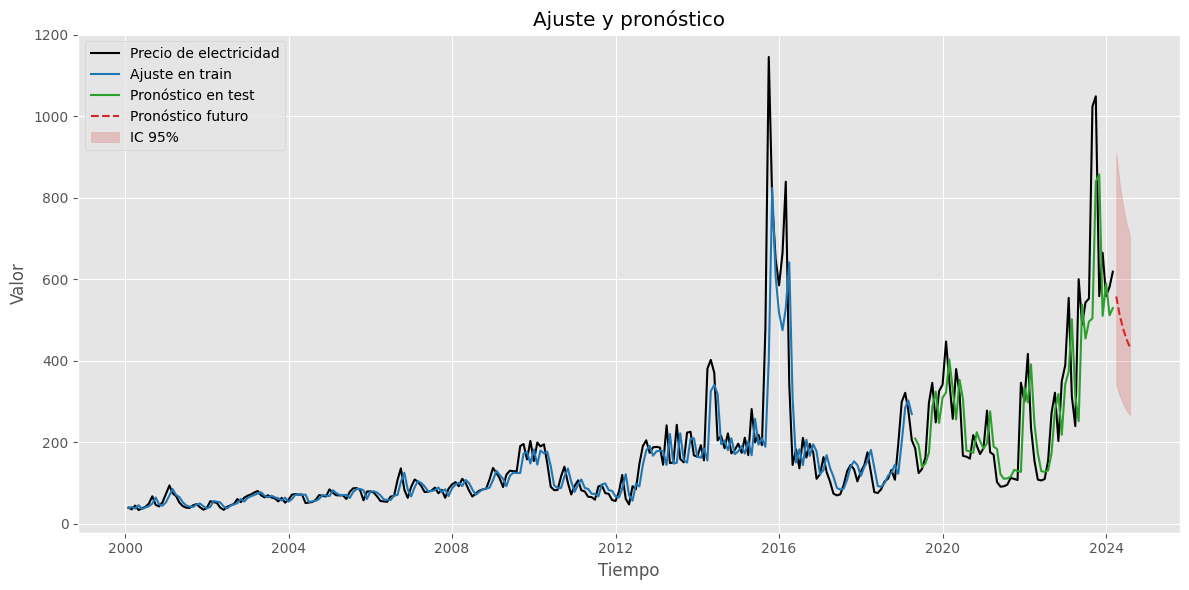 Ajuste y pronóstico
Precio de electricidad
Ajuste en train
Pronóstico en test
Pronóstico futuro
IC 95%
Valor
1200
1000
800
600
400
200
0
2000
2004
2008
2012
2016
2020
2024
Tiempo